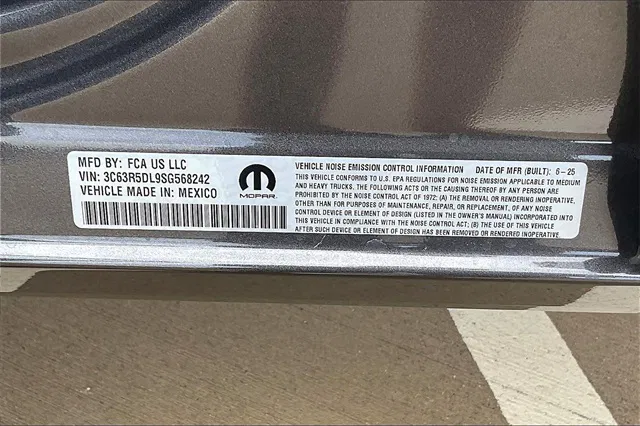 MFD BY: FCA US LLC
VIN: 3C63R5DL9SG568242
VEHICLE MADE IN: MEXICO
MOPAR
VEHICLE NOISE EMISSION CONTROL INFORMATION DATE OF MFR (BUILT): 6-25
THIS VEHICLE CONFORMS TO U.S. EPA REGULATIONS FOR NOISE EMISSION APPLICABLE TO MEDIUM
AND HEAVY TRUCKS. THE FOLLOWING ACTS OR THE CAUSING THEREOF BY ANY PERSON
ARE PROHIBITED BY THE NOISE CONTROL ACT OF 1972: (A) THE REMOVAL OR RENDERING INOPERATIVE,
OTHER THAN FOR PURPOSES OF MAINTENANCE, REPAIR, OR REPLACEMENT, OF ANY NOISE
CONTROL DEVICE OR ELEMENT OF DESIGN (LISTED IN THE OWNER'S MANUAL) INCORPORATED INTO
THIS VEHICLE IN COMPLIANCE WITH THE NOISE CONTROL ACT; (B) THE USE OF THIS VEHICLE
AFTER SUCH DEVICE OR ELEMENT OF DESIGN HAS BEEN REMOVED OR RENDERED INOPERATIVE